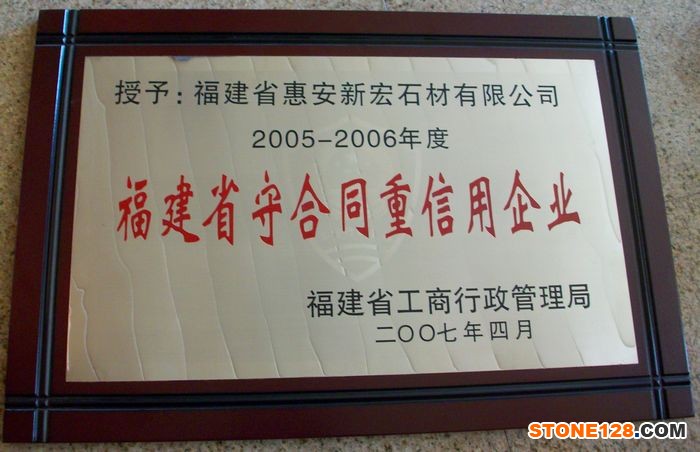 授予：福建省惠安新宏石材有限公司
2005-2006年度
福建省守合同重信用企业
福建省工商行政管理局
二〇〇七年四月
STONE128.COM